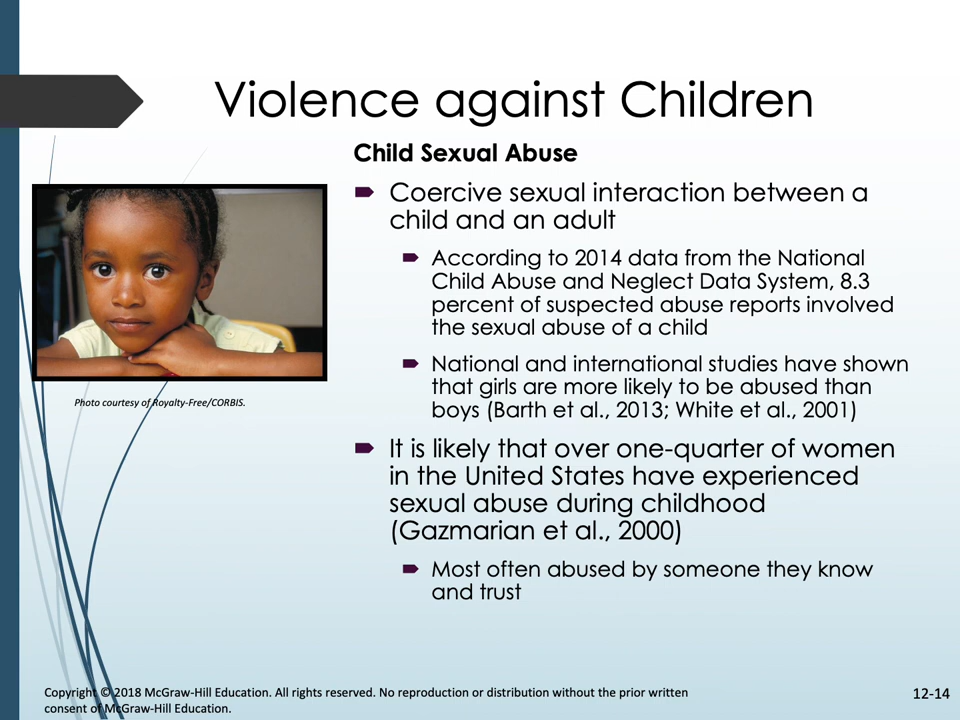 Violence against Children
Child Sexual Abuse
Coercive sexual interaction between a
child and an adult
According to 2014 data from the National
Child Abuse and Neglect Data System, 8.3
percent of suspected abuse reports involved
the sexual abuse of a child
National and international studies have shown
that girls are more likely to be abused than
boys (Barth et al., 2013; White et al., 2001)
It is likely that over one-quarter of women
in the United States have experienced
sexual abuse during childhood
(Gazmarian et al., 2000)
Most often abused by someone they know
and trust
Photo courtesy of Royalty-Free/CORBIS.
Copyright © 2018 McGraw-Hill Education. All rights reserved. No reproduction or distribution without the prior written
consent of McGraw-Hill Education.
12-14